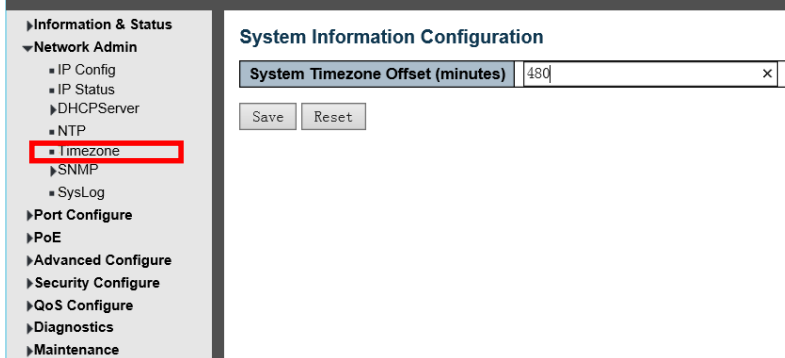 Information & Status
Network Admin
IP Config
IP Status
DHCPServer
NTP
Timezone
SNMP
SysLog
Port Configure
PoE
Advanced Configure
Security Configure
QoS Configure
Diagnostics
Maintenance
System Information Configuration
System Timezone Offset (minutes) 480 ×
Save Reset